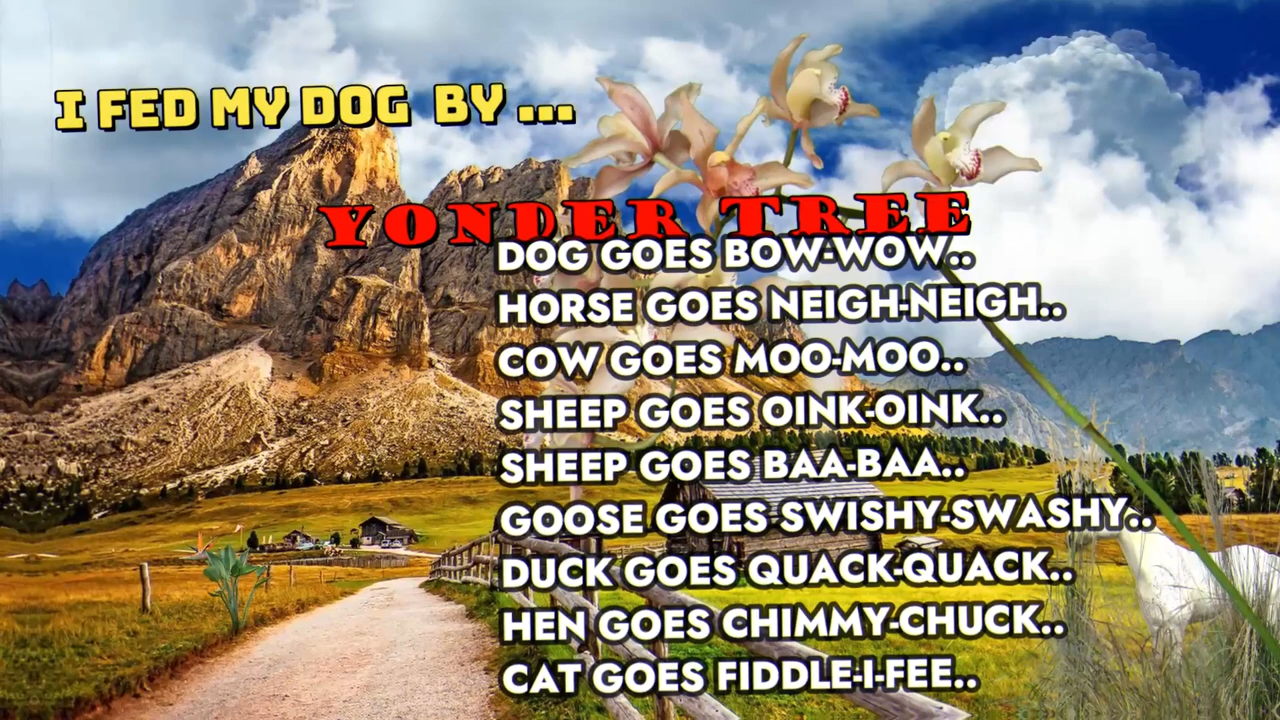 I FED MY DOG BY ...
YONDER TREE
DOG GOES BOW-WOW..
HORSE GOES NEIGH-NEIGH..
COW GOES MOO-MOO..
SHEEP GOES OINK-OINK..
SHEEP GOES BAA-BAA..
GOOSE GOES SWISHY-SWASHY..
DUCK GOES QUACK-QUACK..
HEN GOES CHIMMY-CHUCK..
CAT GOES FIDDLE-I-FEE..